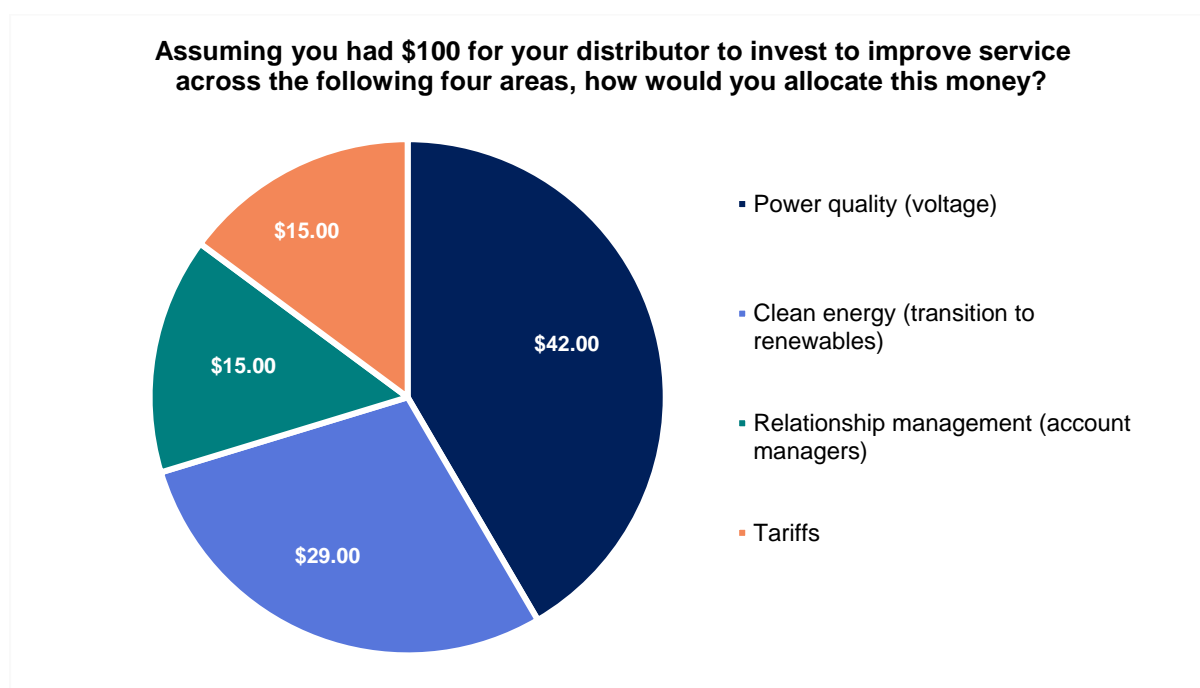 Assuming you had $100 for your distributor to invest to improve service
across the following four areas, how would you allocate this money?
$15.00
$42.00
$15.00
$29.00
Power quality (voltage)
Clean energy (transition to
renewables)
Relationship management (account
managers)
Tariffs